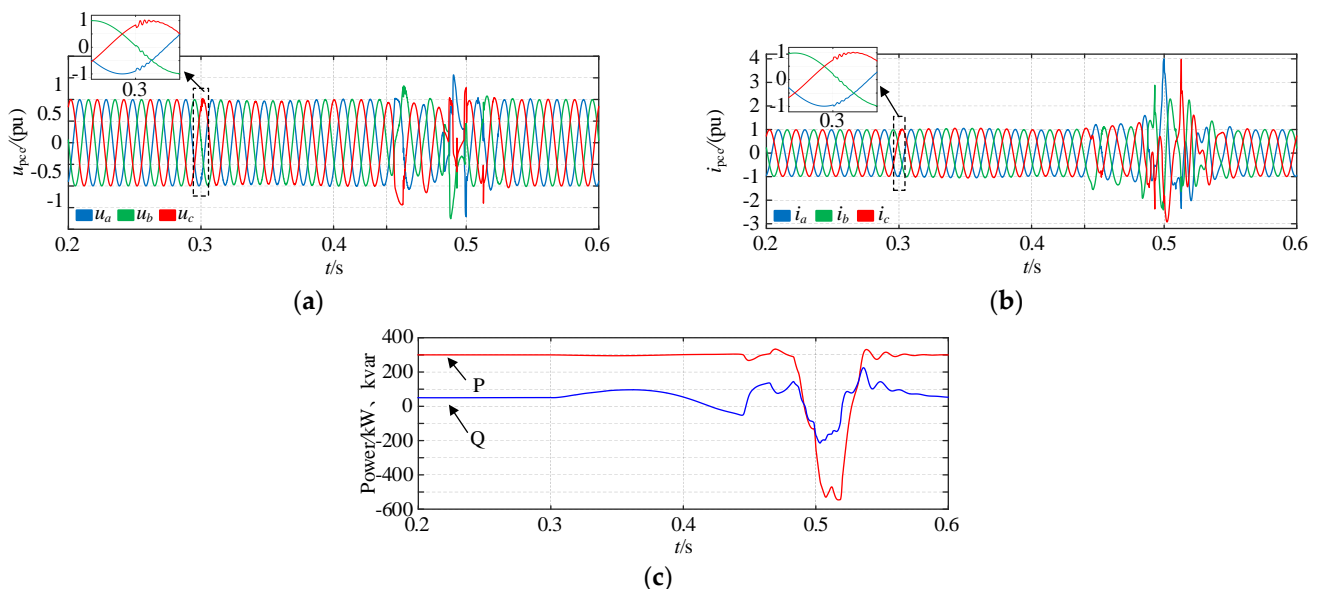 1
0
-1
0.3
1
0.5
0
-0.5
-1
u_pcc/(pu)
u_a u_b u_c
0.2 0.3 0.4 0.5 0.6
t/s
(a)
1
0
-1
0.3
4
3
2
1
0
-1
-2
-3
i_pcc/(pu)
i_a i_b i_c
0.2 0.3 0.4 0.5 0.6
t/s
(b)
400
200
0
-200
-400
-600
Power/kW、kvar
P
Q
0.2 0.3 0.4 0.5 0.6
t/s
(c)